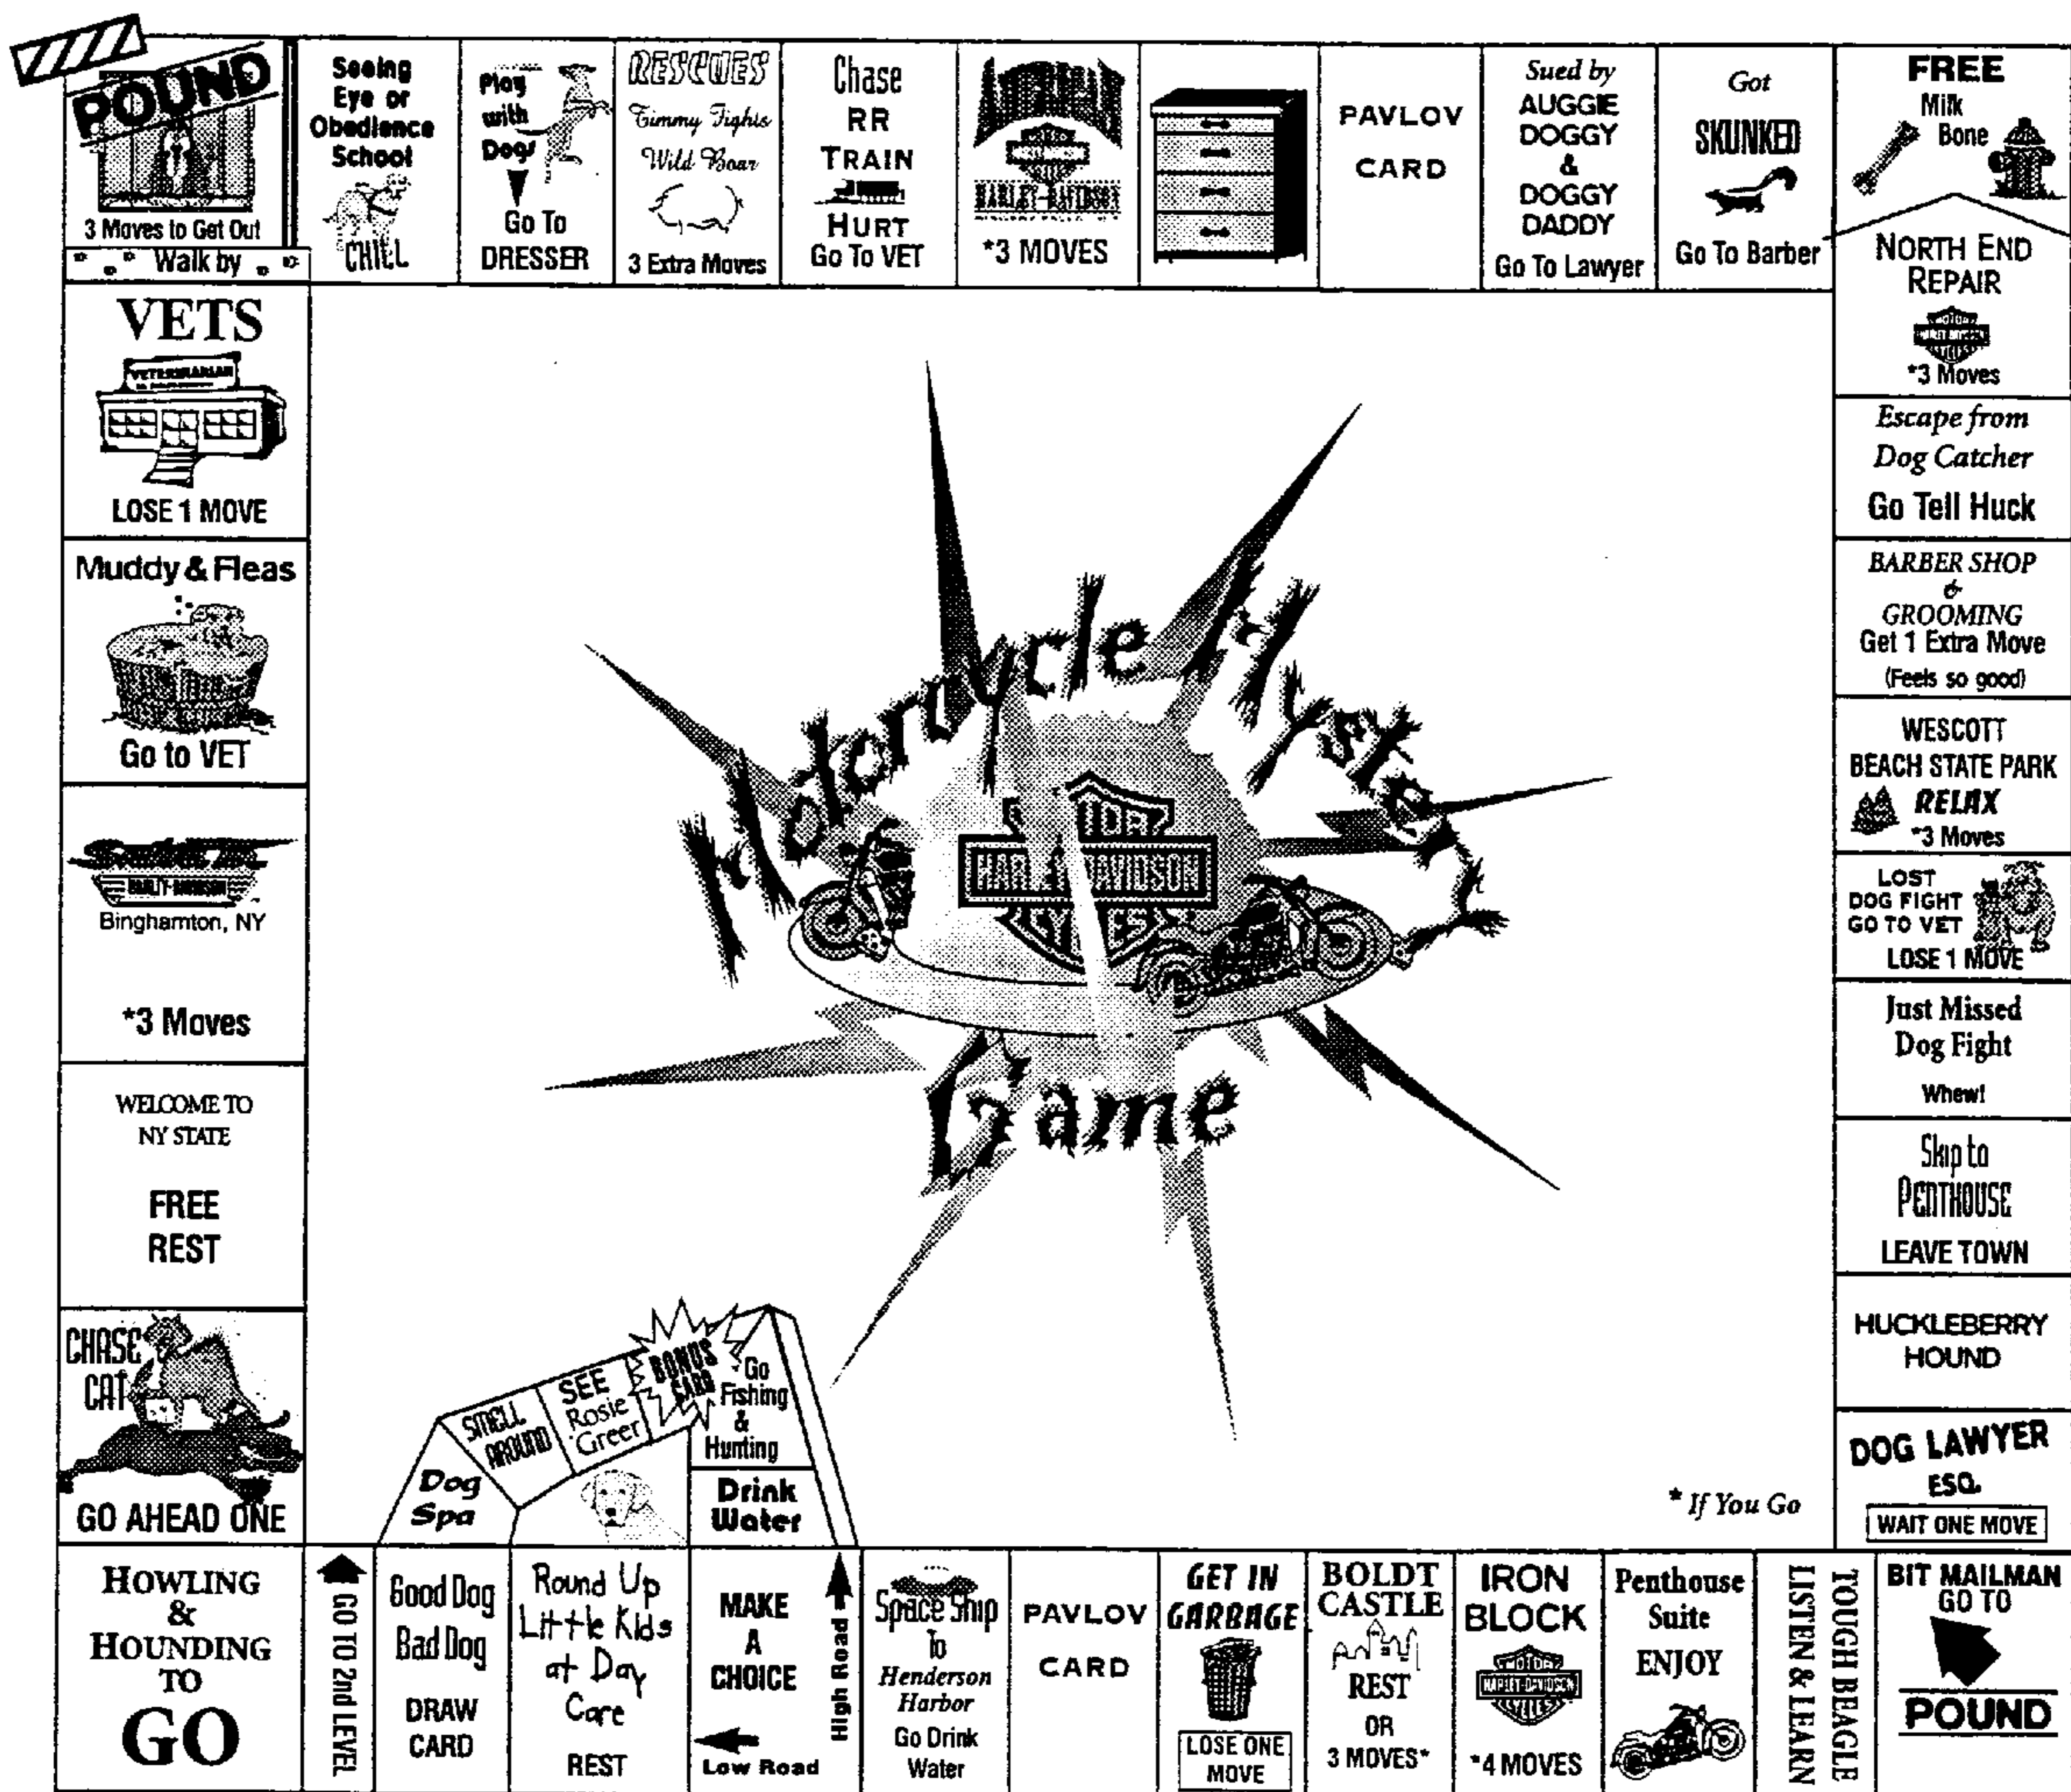 POUND
3 Moves to Get Out
Walk by
Seeing
Eye or
Obedience
School
CHILL
Play
with
Dogs
Go To
DRESSER
RESCUES
Timmy Fights
Wild Boar
3 Extra Moves
Chase
RR
TRAIN
HURT
Go To VET
HARLEY-DAVIDSON
*3 MOVES
PAVLOV
CARD
Sued by
AUGGIE
DOGGY
&
DOGGY
DADDY
Go To Lawyer
Got
SKUNKED
Go To Barber
FREE
Milk
Bone
NORTH END
REPAIR
MOTOR
HARLEY-DAVIDSON
CYCLES
*3 Moves
Escape from
Dog Catcher
Go Tell Huck
BARBER SHOP
&
GROOMING
Get 1 Extra Move
(Feels so good)
WESCOTT
BEACH STATE PARK
RELAX
*3 Moves
LOST
DOG FIGHT
GO TO VET
LOSE 1 MOVE
Just Missed
Dog Fight
Whew!
Skip to
PENTHOUSE
LEAVE TOWN
HUCKLEBERRY
HOUND
DOG LAWYER
ESQ.
WAIT ONE MOVE
VETS
VETERINARIAN
LOSE 1 MOVE
Muddy & Fleas
Go to VET
HARLEY-DAVIDSON
Binghamton, NY
*3 Moves
WELCOME TO
NY STATE
FREE
REST
CHASE
CAT
GO AHEAD ONE
Motorcycle Mystery
HARLEY-DAVIDSON
Game
* If You Go
Dog
Spa
SMELL
AROUND
SEE
Rosie
Greer
BONUS
CARD
Go
Fishing
&
Hunting
Drink
Water
HOWLING
&
HOUNDING
TO
GO
GO TO 2nd LEVEL
Good Dog
Bad Dog
DRAW
CARD
Round Up
Little Kids
at Day
Care
REST
MAKE
A
CHOICE
Low Road
High Road
Space Ship
To
Henderson
Harbor
Go Drink
Water
PAVLOV
CARD
GET IN
GARBAGE
LOSE ONE
MOVE
BOLDT
CASTLE
REST
OR
3 MOVES*
IRON
BLOCK
MOTOR
HARLEY-DAVIDSON
CYCLES
*4 MOVES
Penthouse
Suite
ENJOY
TOUGH BEAGLE
LISTEN & LEARN
BIT MAILMAN
GO TO
POUND